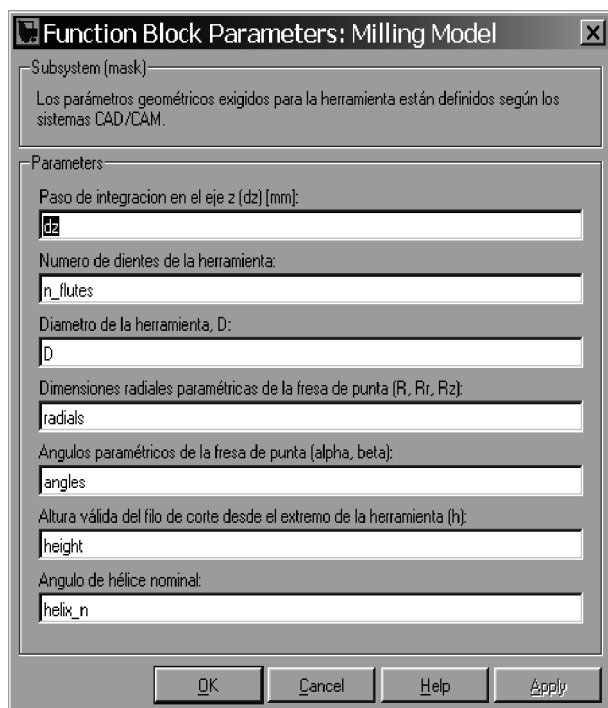 Function Block Parameters: Milling Model
Subsystem (mask)
Los parámetros geométricos exigidos para la herramienta están definidos según los
sistemas CAD/CAM.
Parameters
Paso de integracion en el eje z (dz) [mm]:
dz
Numero de dientes de la herramienta:
n_flutes
Diametro de la herramienta, D:
D
Dimensiones radiales paramétricas de la fresa de punta (R, Rr, Rz):
radials
Angulos paramétricos de la fresa de punta (alpha, beta):
angles
Altura válida del filo de corte desde el extremo de la herramienta (h):
height
Angulo de hélice nominal:
helix_n
OK Cancel Help Apply